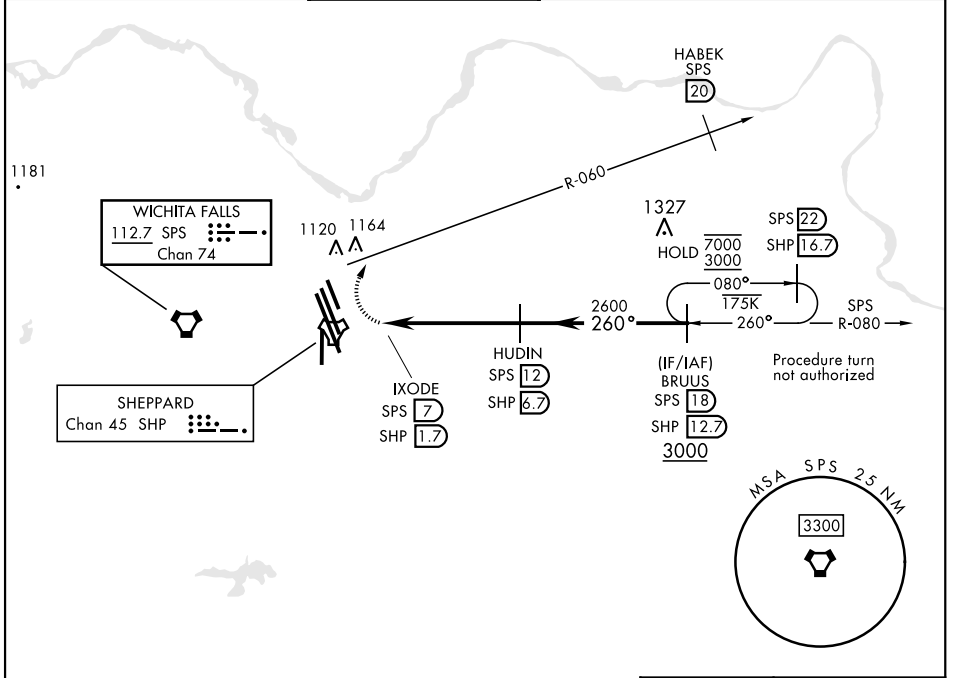 HABEK
SPS
20
R-060
1181
WICHITA FALLS
112.7 SPS
Chan 74
1120 1164
1327
HOLD 7000
3000
SPS 22
SHP 16.7
080°
175K
260°
SPS
R-080
2600
260°
HUDIN
SPS 12
SHP 6.7
(IF/IAF)
BRUUS
SPS 18
SHP 12.7
3000
Procedure turn
not authorized
IXODE
SPS 7
SHP 1.7
SHEPPARD
Chan 45 SHP
MSA SPS 25 NM
3300